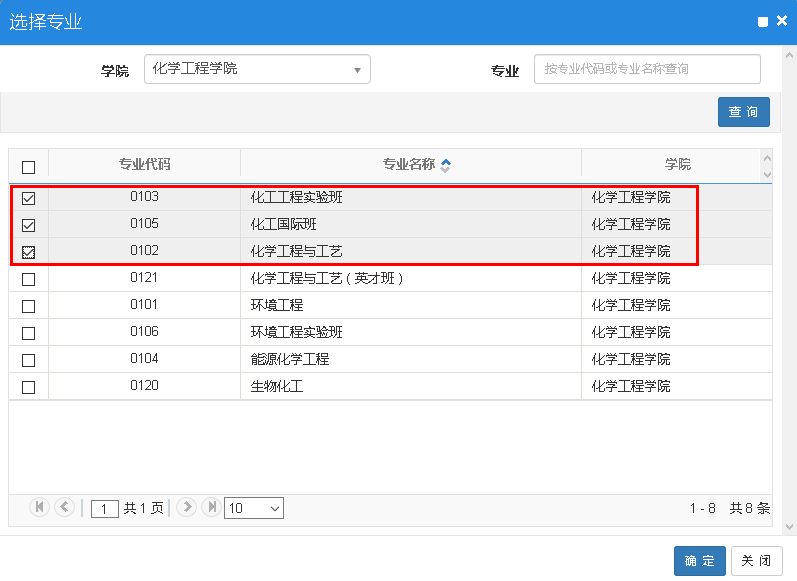 选择专业
学院 化学工程学院 专业 按专业代码或专业名称查询
查 询
专业代码 专业名称 学院
0103 化工工程实验班 化学工程学院
0105 化工国际班 化学工程学院
0102 化学工程与工艺 化学工程学院
0121 化学工程与工艺（英才班） 化学工程学院
0101 环境工程 化学工程学院
0106 环境工程实验班 化学工程学院
0104 能源化学工程 化学工程学院
0120 生物化工 化学工程学院
1 共 1 页 10 1 - 8 共 8 条
确 定 关 闭